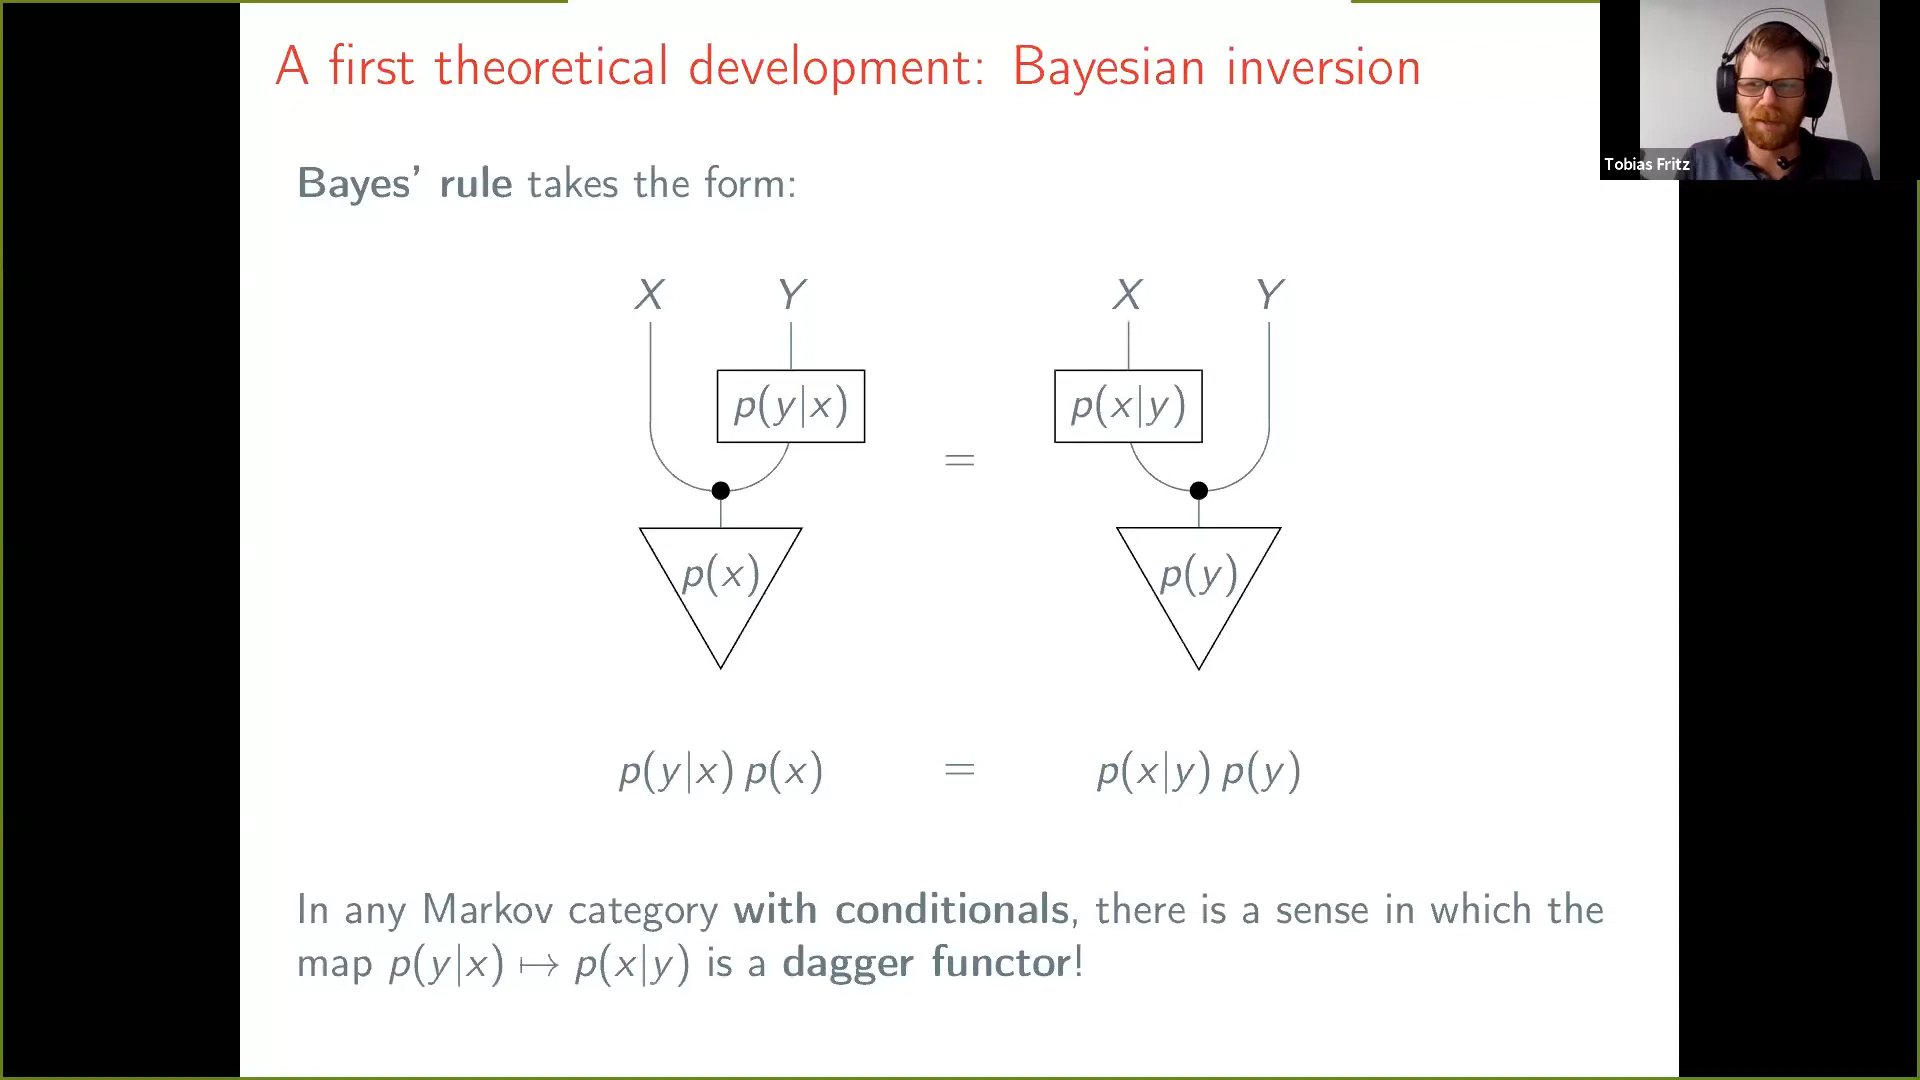 A first theoretical development: Bayesian inversion
Tobias Fritz
Bayes’ rule takes the form:
X Y X Y
p(y|x) p(x|y)
=
p(x) p(y)
p(y|x) p(x) = p(x|y) p(y)
In any Markov category with conditionals, there is a sense in which the
map p(y|x) ↦ p(x|y) is a dagger functor!